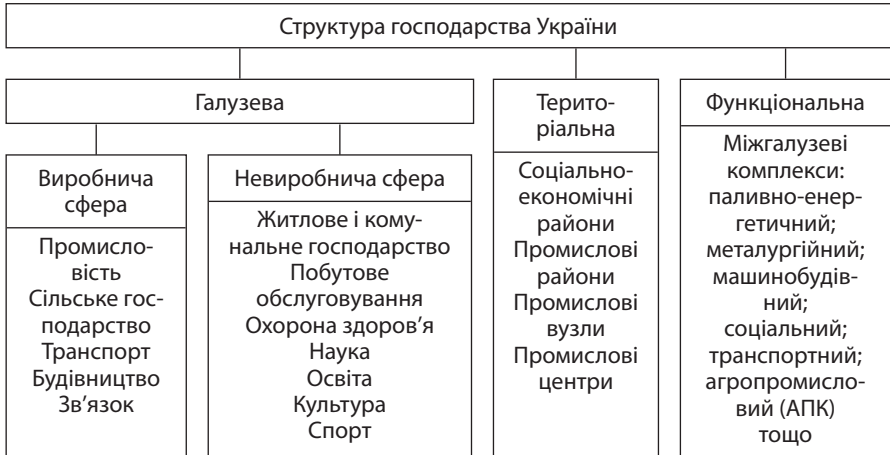 Структура господарства України
Галузева
Виробнича
сфера
Промисло-
вість
Сільське гос-
подарство
Транспорт
Будівництво
Зв’язок
Невиробнича сфера
Житлове і кому-
нальне господарство
Побутове
обслуговування
Охорона здоров’я
Наука
Освіта
Культура
Спорт
Терито-
ріальна
Соціально-
економічні
райони
Промислові
райони
Промислові
вузли
Промислові
центри
Функціональна
Міжгалузеві
комплекси:
паливно-енер-
гетичний;
металургійний;
машинобудів-
ний;
соціальний;
транспортний;
агропромисло-
вий (АПК)
тощо